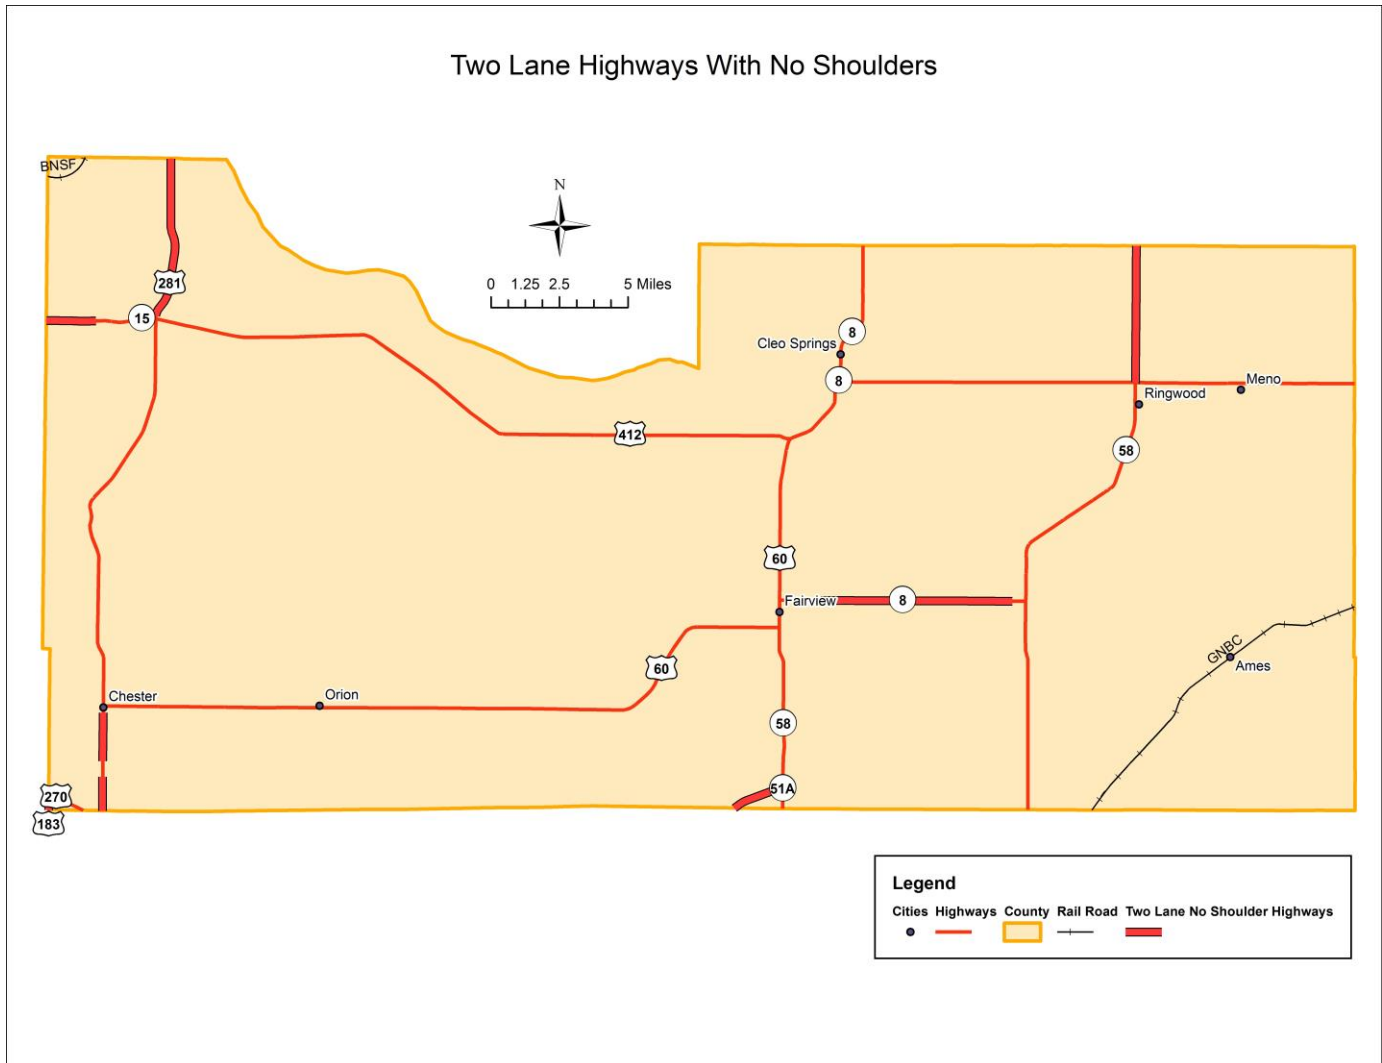 Two Lane Highways With No Shoulders
BNSF
N
281
0 1.25 2.5 5 Miles
15
8
Cleo Springs
8
Meno
Ringwood
412
58
60
Fairview
8
GNBC
60
Ames
Chester
Orion
58
51A
270
183
Legend
Cities Highways County Rail Road Two Lane No Shoulder Highways